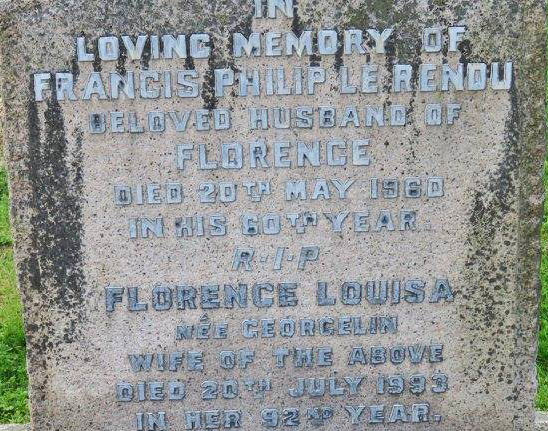 IN
LOVING MEMORY OF
FRANCIS PHILIP LE RENDU
BELOVED HUSBAND OF
FLORENCE
DIED 20TH MAY 1960
IN HIS 60TH YEAR.
R·I·P
FLORENCE LOUISA
NÉE GEORGELIN
WIFE OF THE ABOVE
DIED 20TH JULY 1993
IN HER 92ND YEAR.